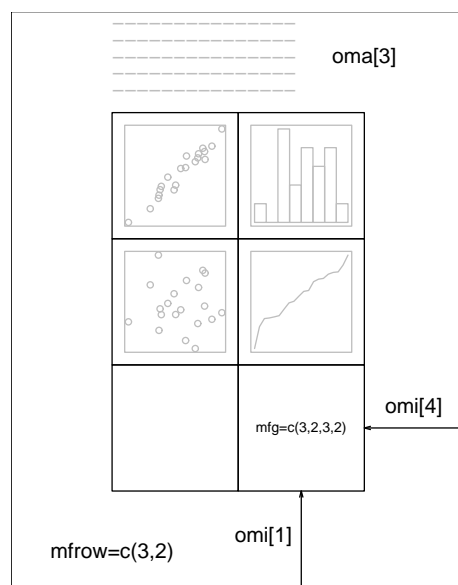 oma[3]
omi[4]
mfg=c(3,2,3,2)
omi[1]
mfrow=c(3,2)